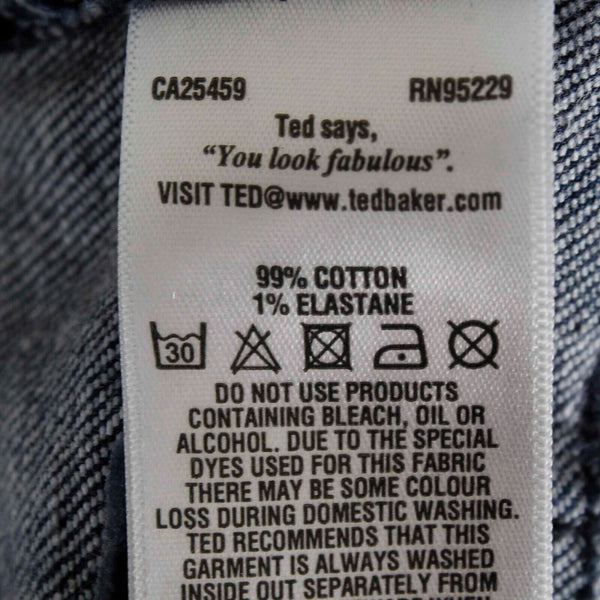 CA25459 RN95229
Ted says,
“You look fabulous”.
VISIT TED@www.tedbaker.com
99% COTTON
1% ELASTANE
30
DO NOT USE PRODUCTS
CONTAINING BLEACH, OIL OR
ALCOHOL. DUE TO THE SPECIAL
DYES USED FOR THIS FABRIC
THERE MAY BE SOME COLOUR
LOSS DURING DOMESTIC WASHING.
TED RECOMMENDS THAT THIS
GARMENT IS ALWAYS WASHED
INSIDE OUT SEPARATELY FROM